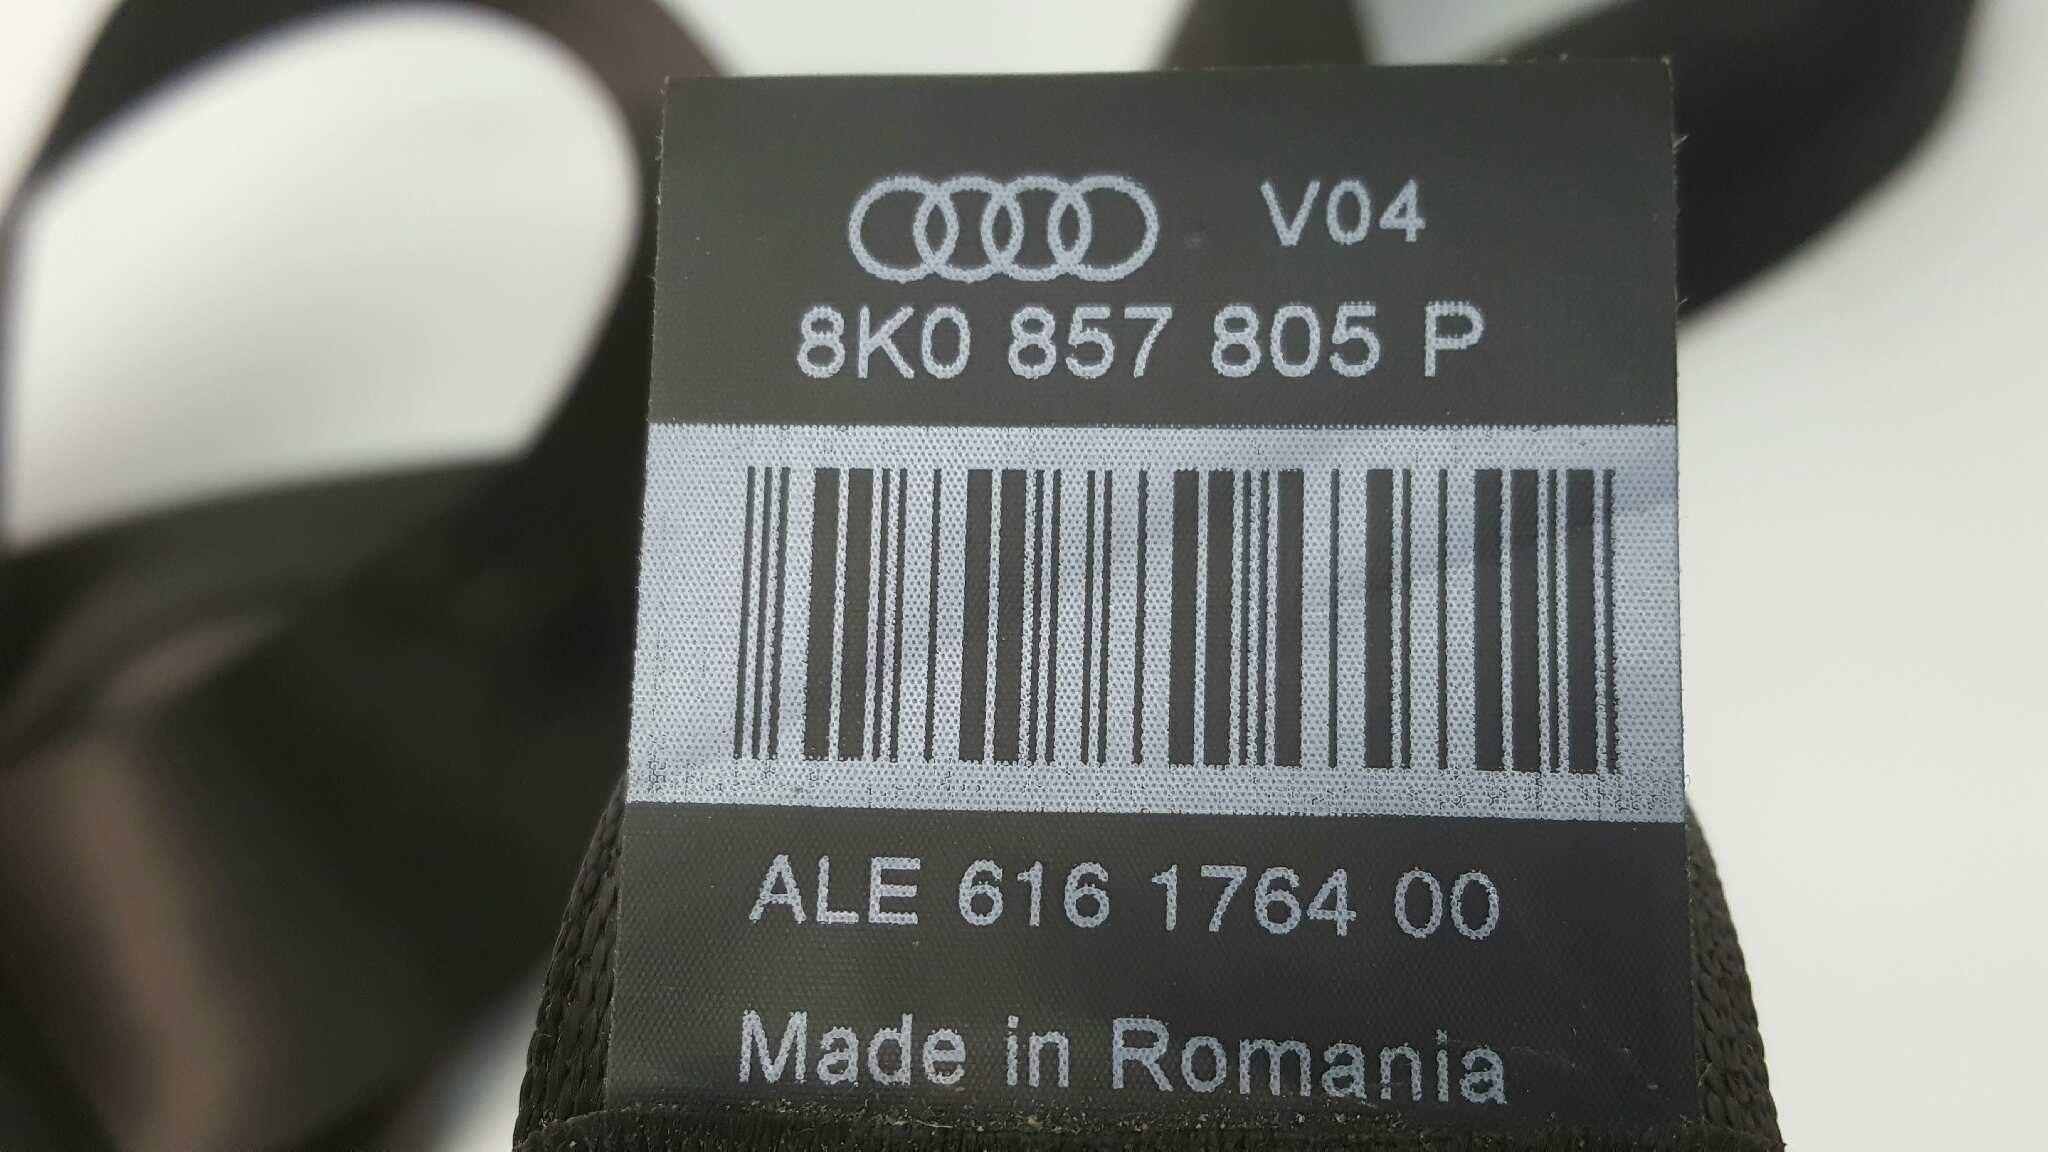 V04
8K0 857 805 P
ALE 616 1764 00
Made in Romania